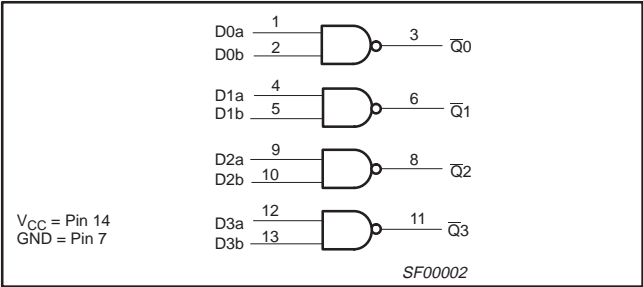 D0a 1
D0b 2
3 Q̅0
D1a 4
D1b 5
6 Q̅1
D2a 9
D2b 10
8 Q̅2
D3a 12
D3b 13
11 Q̅3
VCC = Pin 14
GND = Pin 7
SF00002